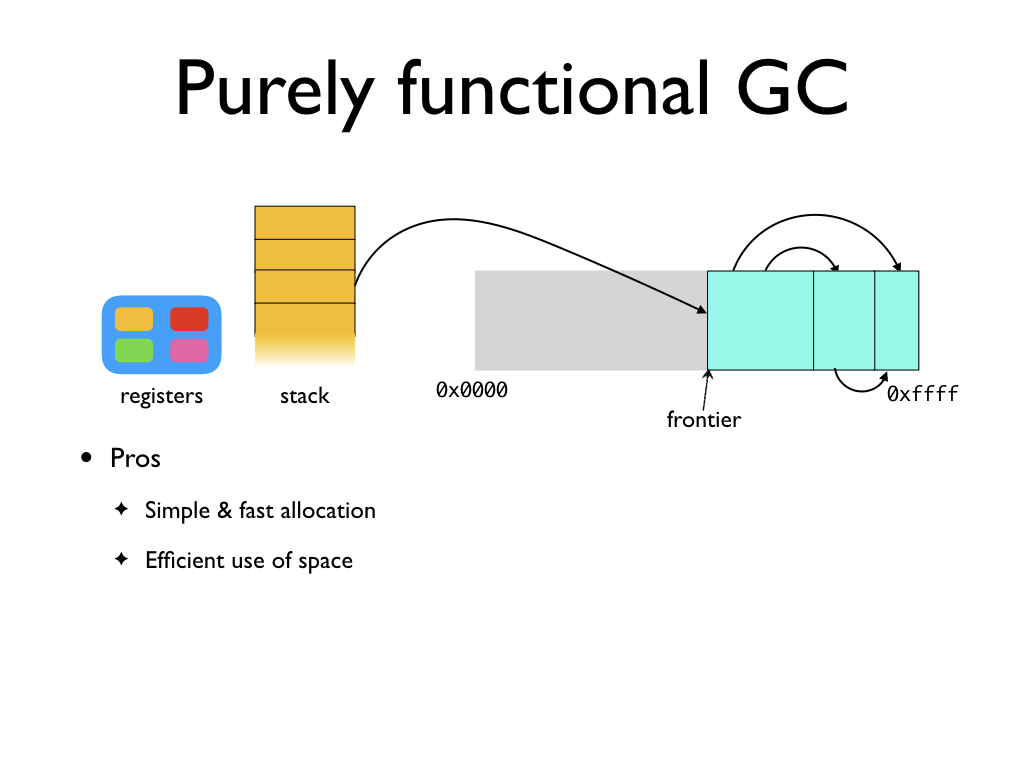 Purely functional GC
registers
stack
0x0000
frontier
0xffff
• Pros
✦ Simple & fast allocation
✦ Efficient use of space